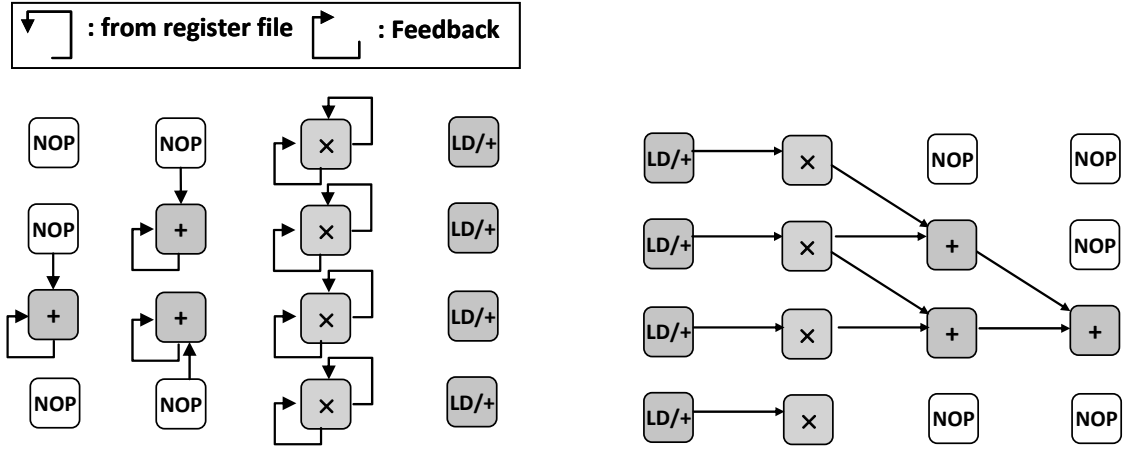 : from register file : Feedback
NOP NOP × LD/+ LD/+ × NOP NOP
NOP + × LD/+ LD/+ × + NOP
+ + × LD/+ LD/+ × + +
NOP NOP × LD/+ LD/+ × NOP NOP